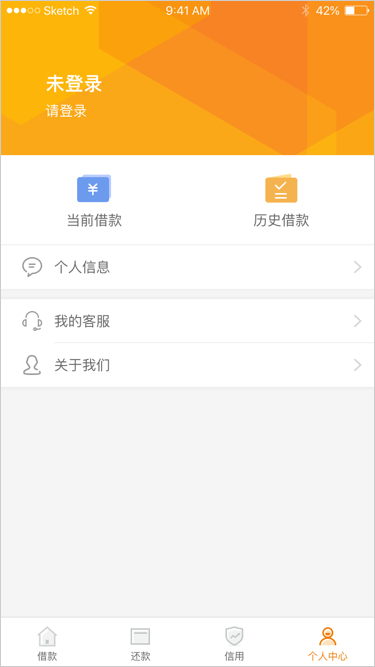 Sketch 9:41 AM 42%
未登录
请登录
当前借款 历史借款
个人信息
我的客服
关于我们
借款 还款 信用 个人中心